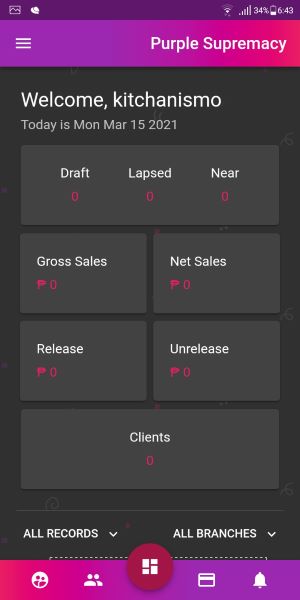 34% 6:43
Purple Supremacy
Welcome, kitchanismo
Today is Mon Mar 15 2021
Draft Lapsed Near
0 0 0
Gross Sales Net Sales
₱ 0 ₱ 0
Release Unrelease
₱ 0 ₱ 0
Clients
0
ALL RECORDS ALL BRANCHES